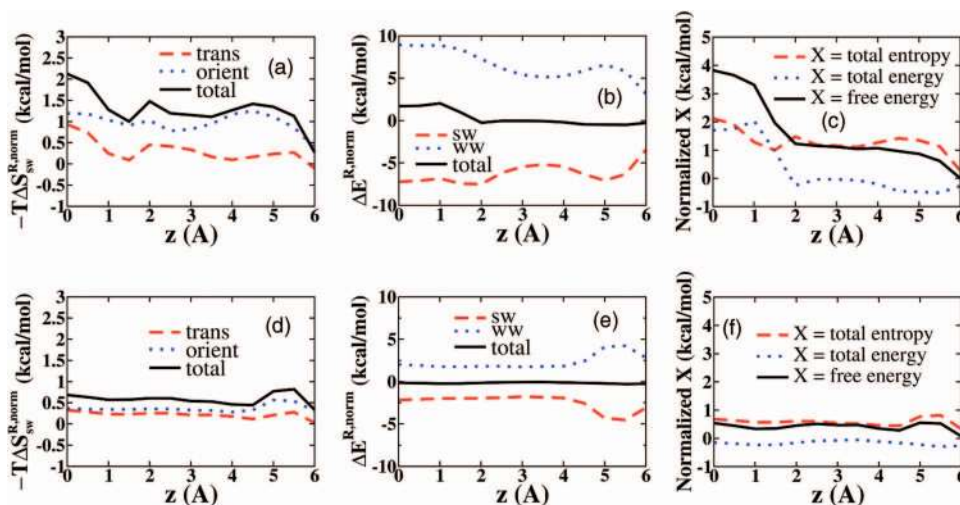 −TΔS sw R,norm (kcal/mol)
3
2.5
2
1.5
1
0.5
0
-0.5
-1
trans
orient
total
(a)
0 1 2 3 4 5 6
z (A)
ΔE R,norm (kcal/mol)
10
5
0
-5
-10
(b)
sw
ww
total
0 1 2 3 4 5 6
z (A)
Normalized X (kcal/mol)
5
4
3
2
1
0
-1
X = total entropy
X = total energy
X = free energy
(c)
0 1 2 3 4 5 6
z (A)
−TΔS sw R,norm (kcal/mol)
3
2.5
2
1.5
1
0.5
0
-0.5
-1
trans
orient
total
(d)
0 1 2 3 4 5 6
z (A)
ΔE R,norm (kcal/mol)
10
5
0
-5
-10
sw
ww
total
(e)
0 1 2 3 4 5 6
z (A)
Normalized X (kcal/mol)
5
4
3
2
1
0
-1
(f)
X = total entropy
X = total energy
X = free energy
0 1 2 3 4 5 6
z (A)